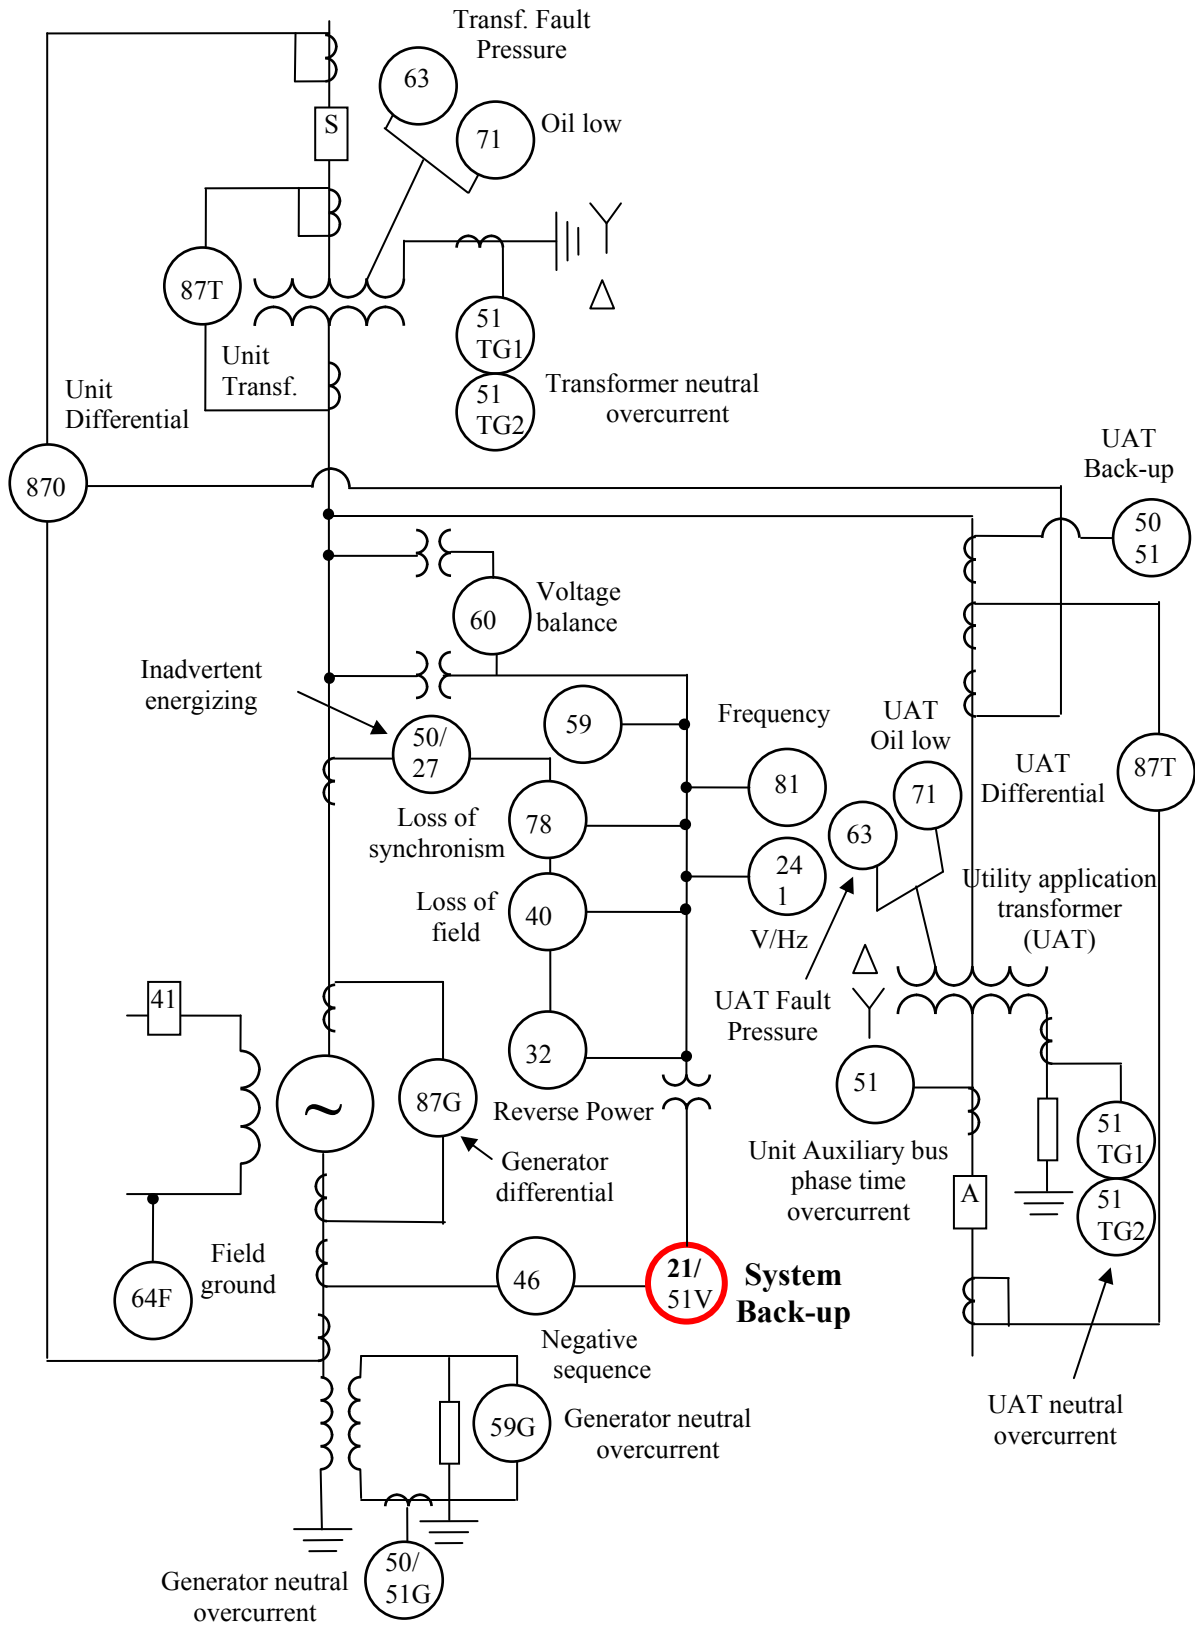 Transf. Fault
Pressure
63
71
Oil low
S
87T
51
TG1
51
TG2
Transformer neutral
overcurrent
Unit
Transf.
Unit
Differential
870
UAT
Back-up
50
51
60
Voltage
balance
Inadvertent
energizing
50/
27
59
Frequency
81
UAT
Oil low
71
UAT
Differential
87T
Loss of
synchronism
78
63
24
1
V/Hz
Loss of
field
40
Utility application
transformer
(UAT)
UAT Fault
Pressure
41
32
Reverse Power
~
87G
Generator
differential
51
Unit Auxiliary bus
phase time
overcurrent
A
51
TG1
51
TG2
Field
ground
64F
46
Negative
sequence
21/
51V
System
Back-up
59G
Generator neutral
overcurrent
UAT neutral
overcurrent
50/
51G
Generator neutral
overcurrent